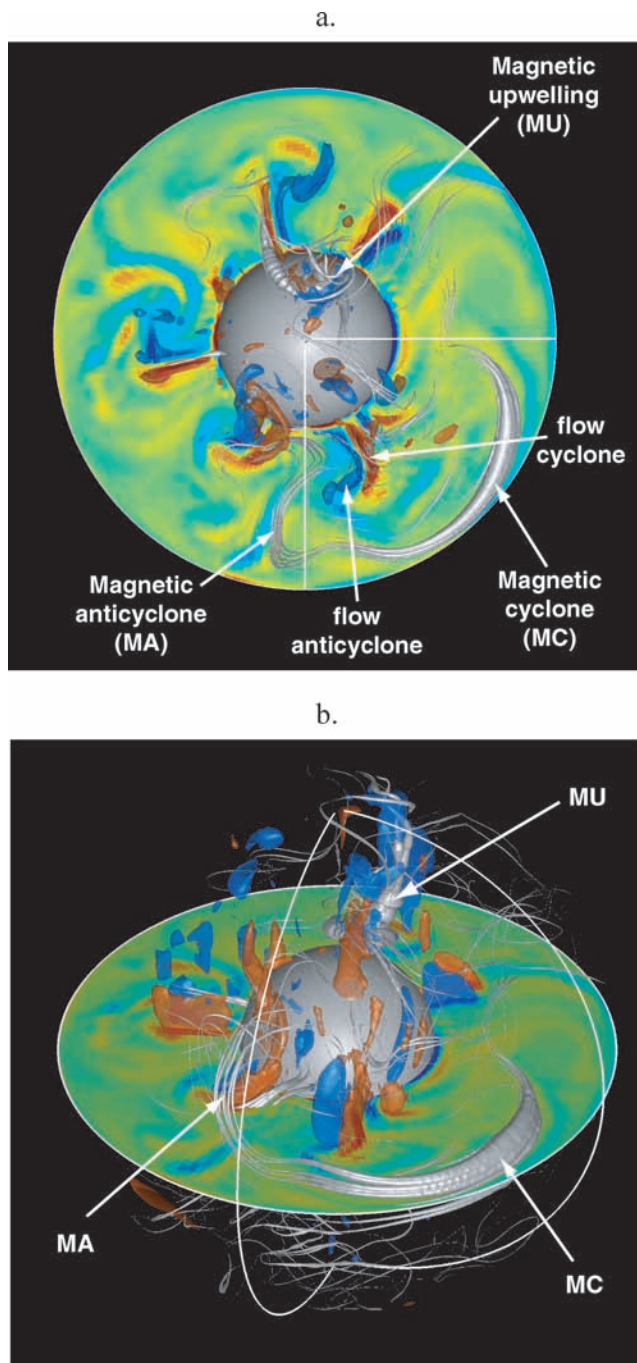 a.
Magnetic
upwelling
(MU)
flow
cyclone
Magnetic
anticyclone
(MA)
flow
anticyclone
Magnetic
cyclone
(MC)
b.
MU
MA
MC